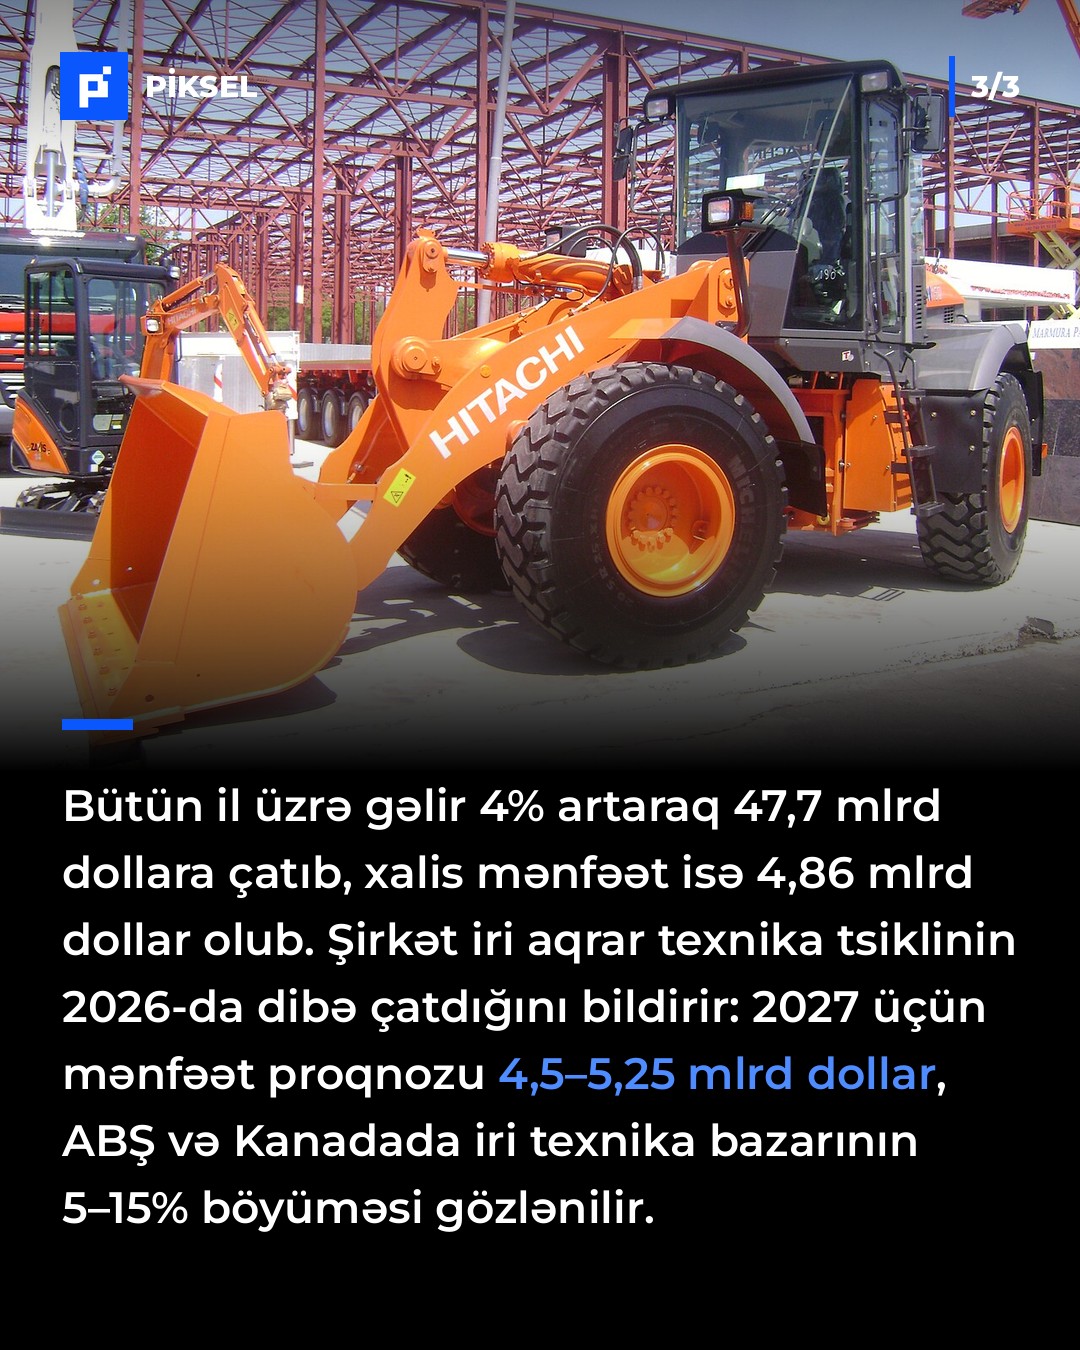 PİKSEL
3/3
HITACHI
Bütün il üzrə gəlir 4% artaraq 47,7 mlrd
dollara çatıb, xalis mənfəət isə 4,86 mlrd
dollar olub. Şirkət iri aqrar texnika tsiklinin
2026-da dibə çatdığını bildirir: 2027 üçün
mənfəət proqnozu 4,5–5,25 mlrd dollar,
ABŞ və Kanadada iri texnika bazarının
5–15% böyüməsi gözlənilir.